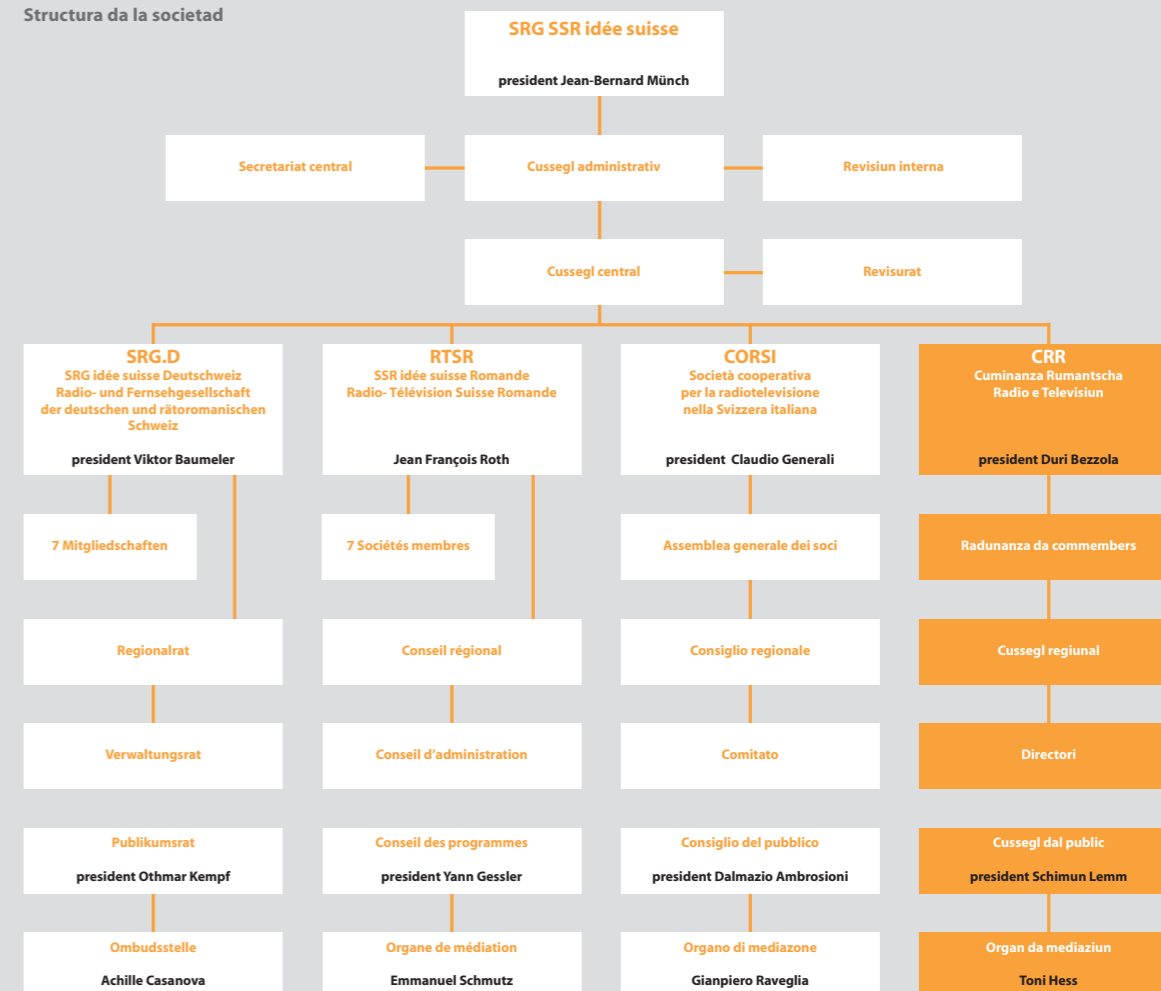 Structura da la societad
SRG SSR idée suisse
president Jean-Bernard Münch
Secretariat central
Cussegl administrativ
Revisiun interna
Cussegl central
Revisurat
SRG.D
SRG idée suisse Deutschweiz
Radio- und Fernsehgesellschaft
der deutschen und rätoromanischen
Schweiz
president Viktor Baumeler
RTSR
SSR idée suisse Romande
Radio- Télévision Suisse Romande
Jean François Roth
CORSI
Società cooperativa
per la radiotelevisione
nella Svizzera italiana
president Claudio Generali
CRR
Cuminanza Rumantscha
Radio e Televisiun
president Duri Bezzola
7 Mitgliedschaften
7 Sociétés membres
Assemblea generale dei soci
Radunanza da commembers
Regionalrat
Conseil régional
Consiglio regionale
Cussegl regiunal
Verwaltungsrat
Conseil d'administration
Comitato
Directori
Publikumsrat
president Othmar Kempf
Conseil des programmes
president Yann Gessler
Consiglio del pubblico
president Dalmazio Ambrosioni
Cussegl dal public
president Schimun Lemm
Ombudsstelle
Achille Casanova
Organe de médiation
Emmanuel Schmutz
Organo di mediazone
Gianpiero Raveglia
Organ da mediaziun
Toni Hess